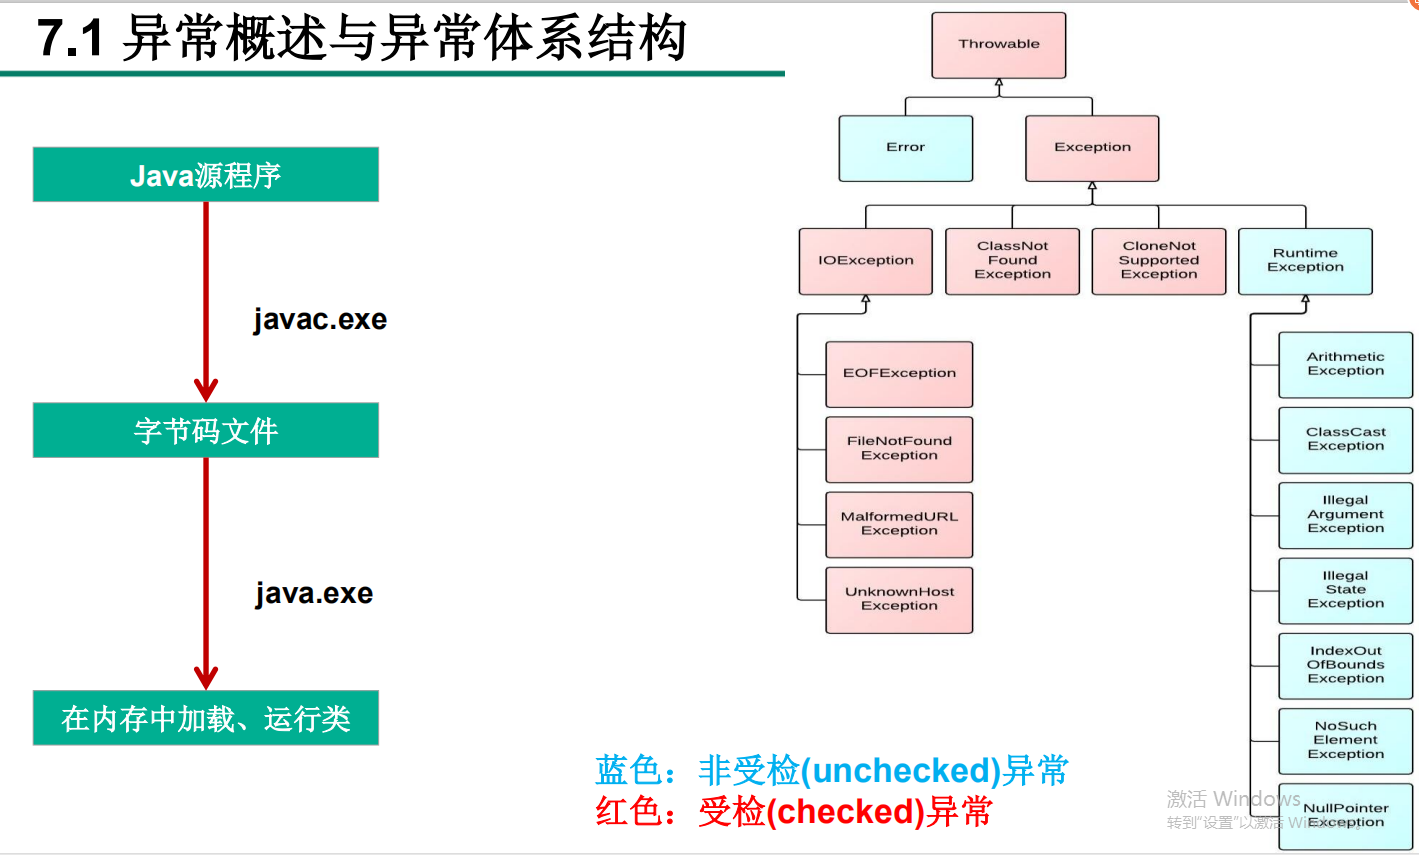 7.1 异常概述与异常体系结构
Java源程序
javac.exe
字节码文件
java.exe
在内存中加载、运行类
Throwable
Error
Exception
IOException
ClassNot
Found
Exception
CloneNot
Supported
Exception
Runtime
Exception
EOFException
FileNotFound
Exception
MalformedURL
Exception
UnknownHost
Exception
Arithmetic
Exception
ClassCast
Exception
Illegal
Argument
Exception
Illegal
State
Exception
IndexOut
OfBounds
Exception
NoSuch
Element
Exception
NullPointer
Exception
蓝色：非受检(unchecked)异常
红色：受检(checked)异常
激活 Windows
转到“设置”以激活 Windows。